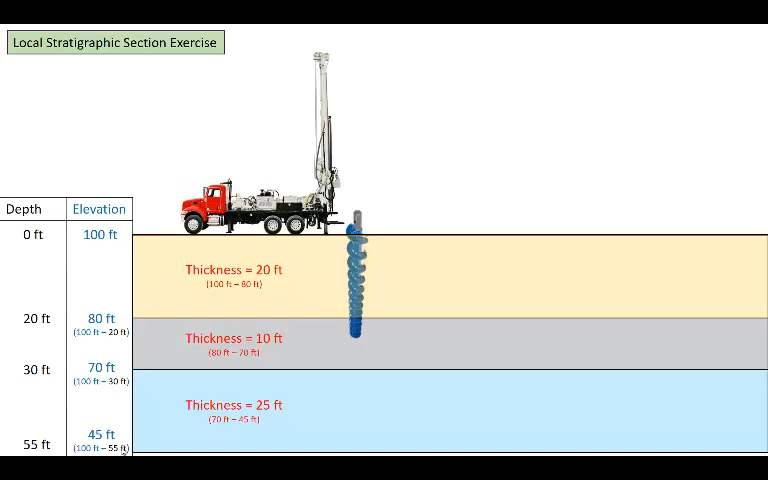 Local Stratigraphic Section Exercise
Depth
Elevation
0 ft
100 ft
Thickness = 20 ft
(100 ft – 80 ft)
20 ft
80 ft
(100 ft – 20 ft)
Thickness = 10 ft
(80 ft – 70 ft)
30 ft
70 ft
(100 ft – 30 ft)
Thickness = 25 ft
(70 ft – 45 ft)
55 ft
45 ft
(100 ft – 55 ft)